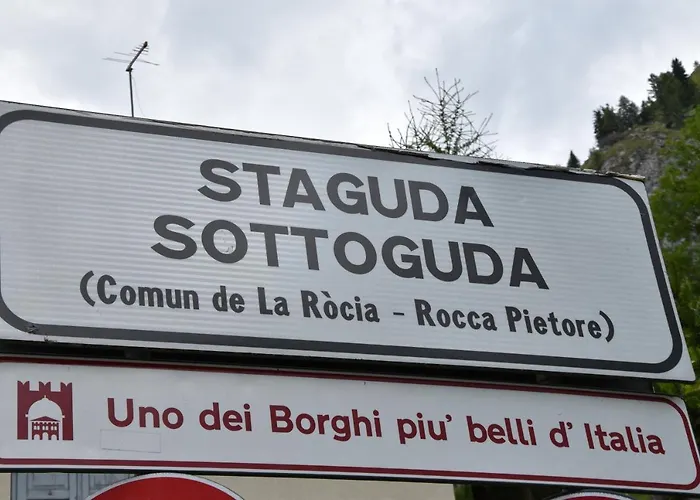 STAGUDA
SOTTOGUDA
(Comun de La Ròcia - Rocca Pietore)
Uno dei Borghi piu' belli d'Italia